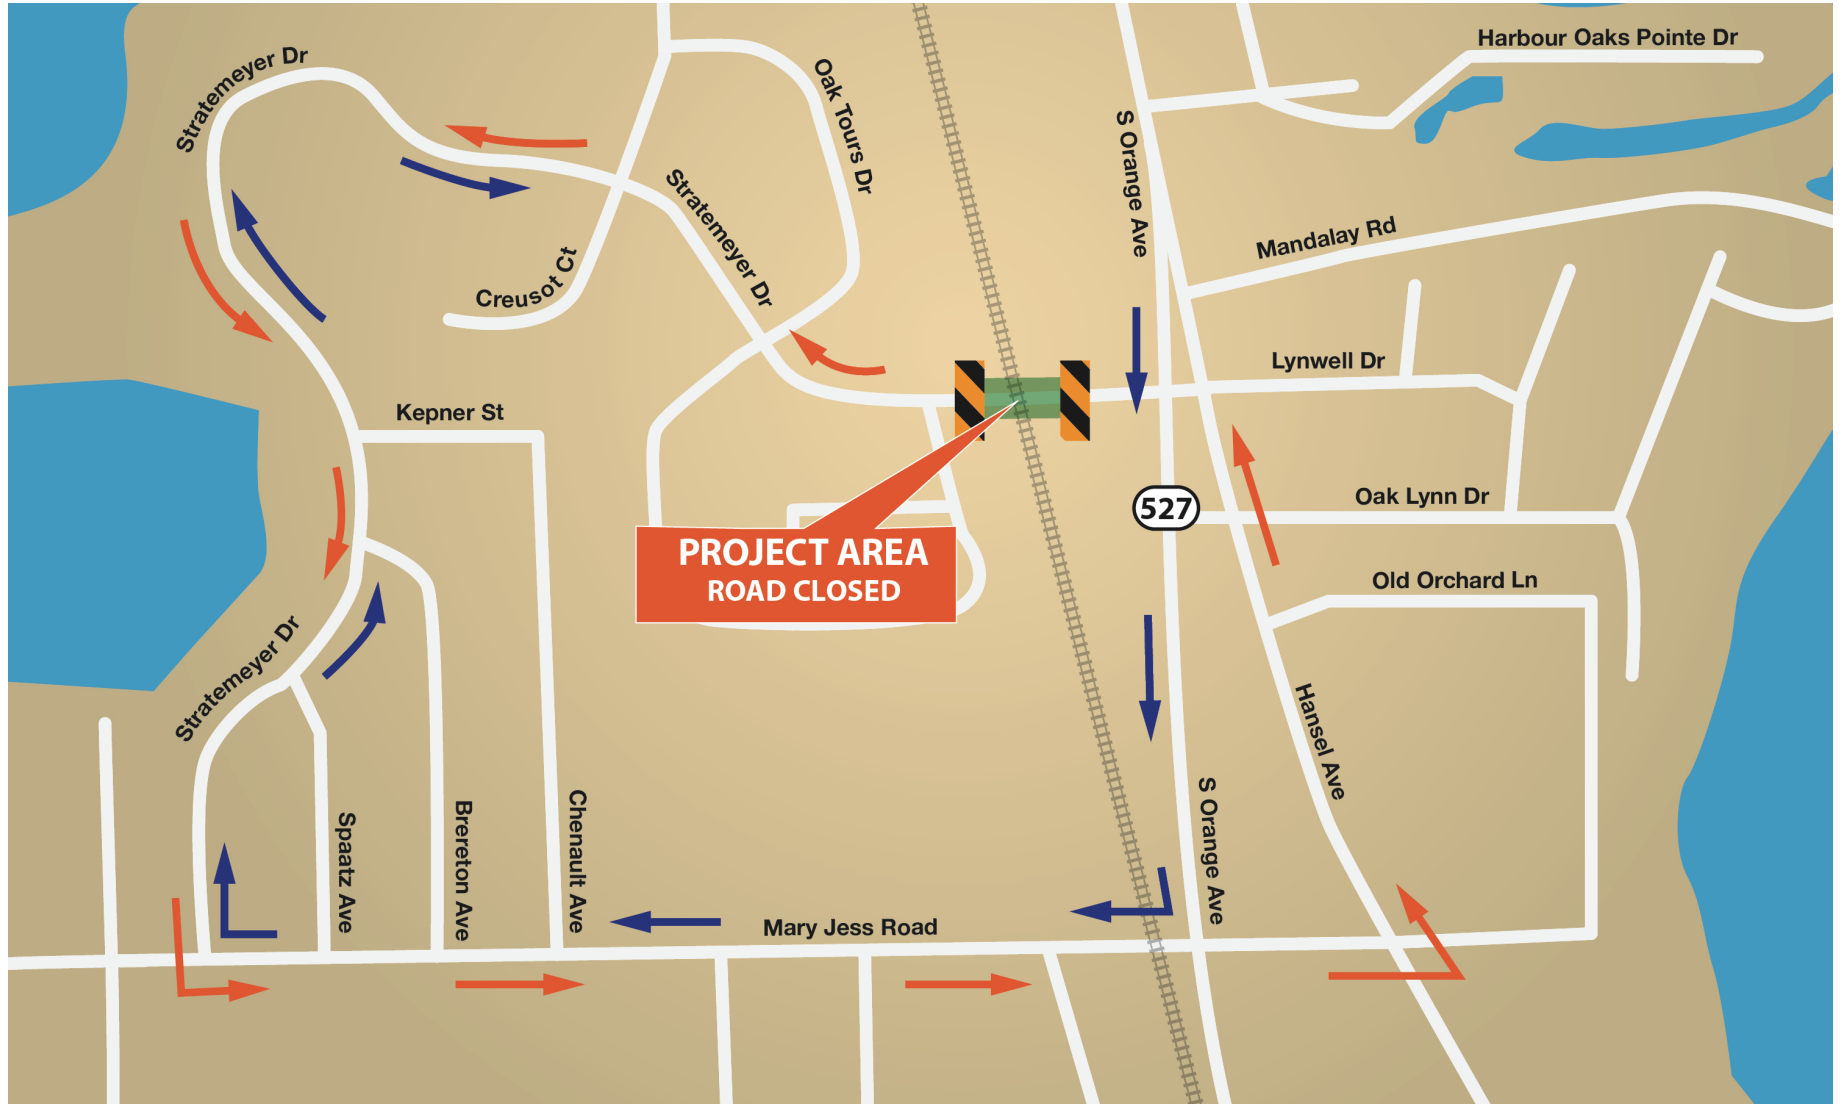 Harbour Oaks Pointe Dr
Stratemeyer Dr
Oak Tours Dr
S Orange Ave
Stratemeyer Dr
Mandalay Rd
Creusot Ct
Lynwell Dr
Kepner St
527
Oak Lynn Dr
PROJECT AREA
ROAD CLOSED
Old Orchard Ln
Stratemeyer Dr
Hansel Ave
S Orange Ave
Spaatz Ave
Brereton Ave
Chenault Ave
Mary Jess Road